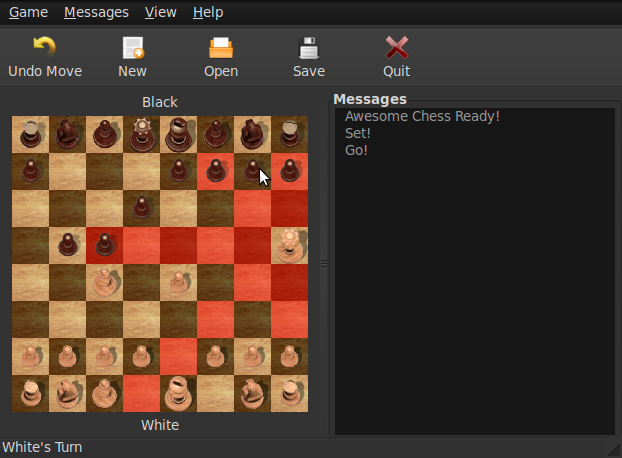 Game Messages View Help
Undo Move New Open Save Quit
Black
Messages
Awesome Chess Ready!
Set!
Go!
White
White's Turn